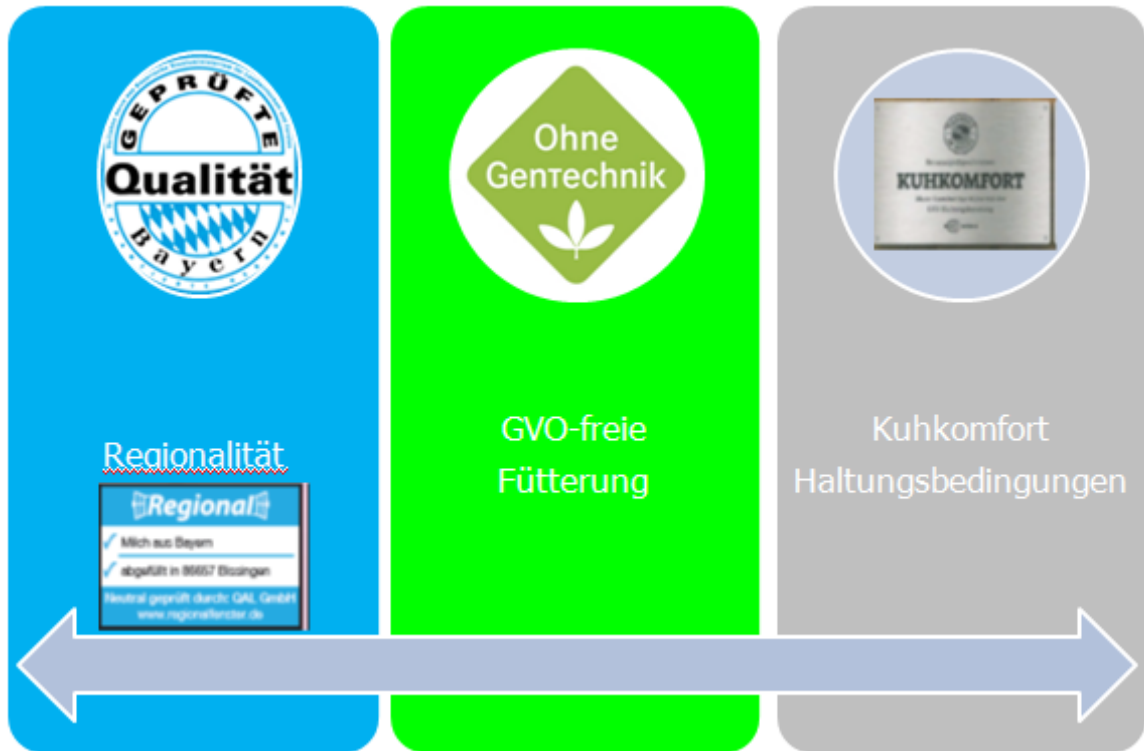 GEPRÜFTE
Qualität
Bayern
Regionalität
Regional
Milch aus Bayern
abgefüllt in 86657 Bissingen
Neutral geprüft durch: QAL GmbH
www.regionalfenster.de
Ohne
GenTechnik
GVO-freie
Fütterung
KUHKOMFORT
Kuhkomfort
Haltungsbedingungen